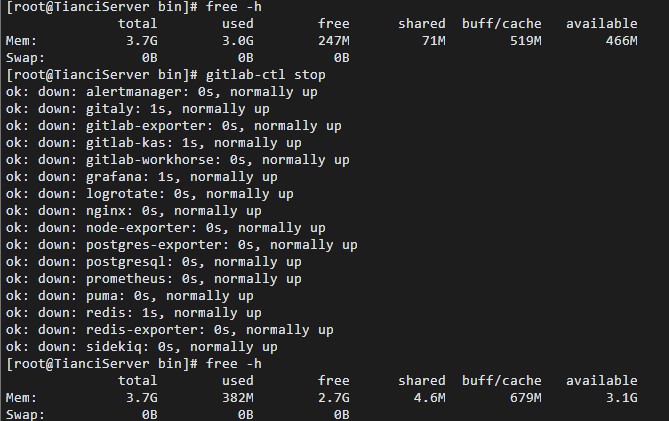 [root@TianciServer bin]# free -h
              total        used        free      shared  buff/cache   available
Mem:           3.7G        3.0G        247M         71M        519M        466M
Swap:            0B          0B          0B
[root@TianciServer bin]# gitlab-ctl stop
ok: down: alertmanager: 0s, normally up
ok: down: gitaly: 1s, normally up
ok: down: gitlab-exporter: 0s, normally up
ok: down: gitlab-kas: 1s, normally up
ok: down: gitlab-workhorse: 0s, normally up
ok: down: grafana: 1s, normally up
ok: down: logrotate: 0s, normally up
ok: down: nginx: 0s, normally up
ok: down: node-exporter: 0s, normally up
ok: down: postgres-exporter: 0s, normally up
ok: down: postgresql: 0s, normally up
ok: down: prometheus: 0s, normally up
ok: down: puma: 0s, normally up
ok: down: redis: 1s, normally up
ok: down: redis-exporter: 0s, normally up
ok: down: sidekiq: 0s, normally up
[root@TianciServer bin]# free -h
              total        used        free      shared  buff/cache   available
Mem:           3.7G        382M        2.7G        4.6M        679M        3.1G
Swap:            0B          0B          0B